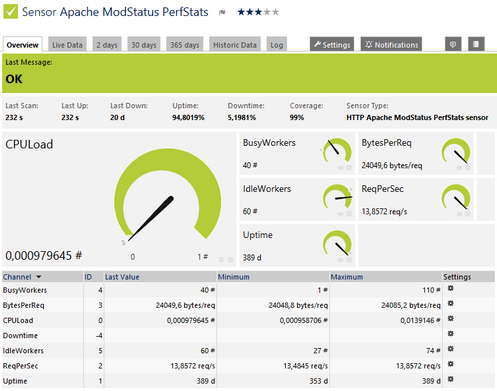 Sensor Apache ModStatus PerfStats
Overview Live Data 2 days 30 days 365 days Historic Data Log Settings Notifications
Last Message:
OK
Last Scan: Last Up: Last Down: Uptime: Downtime: Coverage: Sensor Type:
232 s 232 s 20 d 94,8019% 5,1981% 99% HTTP Apache ModStatus PerfStats sensor
CPULoad
0 1 #
0,000979645 #
BusyWorkers
40 #
BytesPerReq
24049,6 bytes/req
IdleWorkers
60 #
ReqPerSec
13,8572 req/s
Uptime
389 d
Channel ID Last Value Minimum Maximum Settings
BusyWorkers 4 40 # 1 # 110 #
BytesPerReq 3 24049,6 bytes/req 24048,8 bytes/req 24085,2 bytes/req
CPULoad 0 0,000979645 # 0,000958706 # 0,0139146 #
Downtime -4
IdleWorkers 5 60 # 27 # 74 #
ReqPerSec 2 13,8572 req/s 13,4845 req/s 13,8572 req/s
Uptime 1 389 d 353 d 389 d